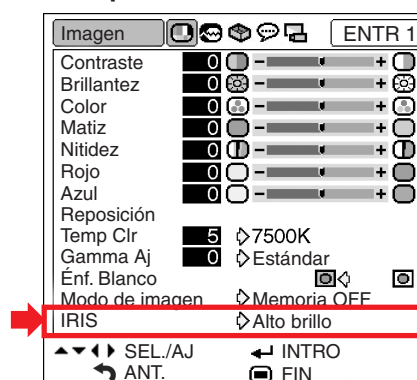 Imagen ENTR 1
Contraste 0 - +
Brillantez 0 - +
Color 0 - +
Matiz 0 - +
Nitidez 0 - +
Rojo 0 - +
Azul 0 - +
Reposición
Temp Clr 5 7500K
Gamma Aj 0 Estándar
Énf. Blanco
Modo de imagen Memoria OFF
IRIS Alto brillo
SEL./AJ INTRO
ANT. FIN